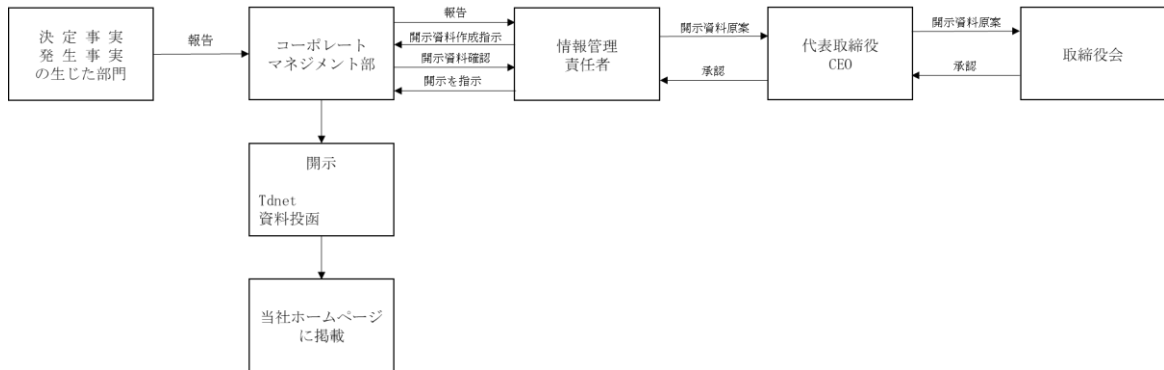 決定事実
発生事実
の生じた部門
報告
コーポレート
マネジメント部
報告
開示資料作成指示
開示資料確認
開示を指示
情報管理
責任者
開示資料原案
承認
代表取締役
CEO
開示資料原案
承認
取締役会
開示
Tdnet
資料投函
当社ホームページ
に掲載